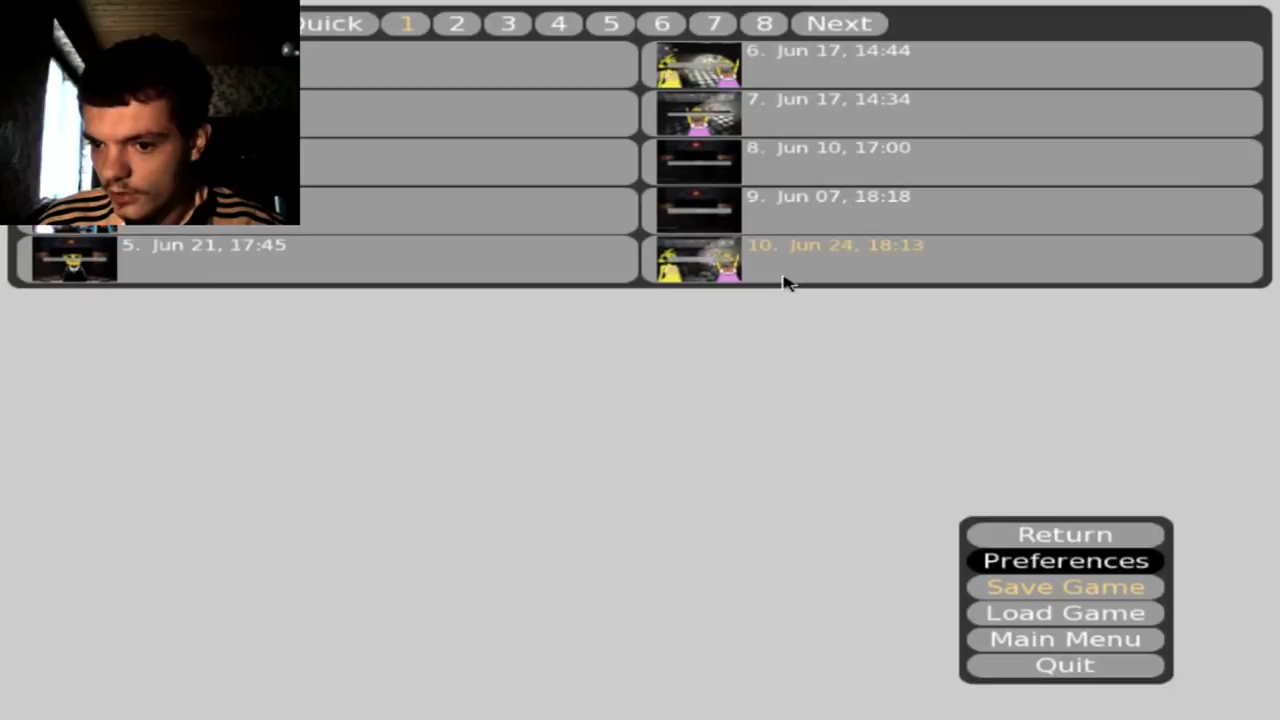 Quick 1 2 3 4 5 6 7 8 Next
6. Jun 17, 14:44
7. Jun 17, 14:34
8. Jun 10, 17:00
9. Jun 07, 18:18
5. Jun 21, 17:45
10. Jun 24, 18:13
Return
Preferences
Save Game
Load Game
Main Menu
Quit